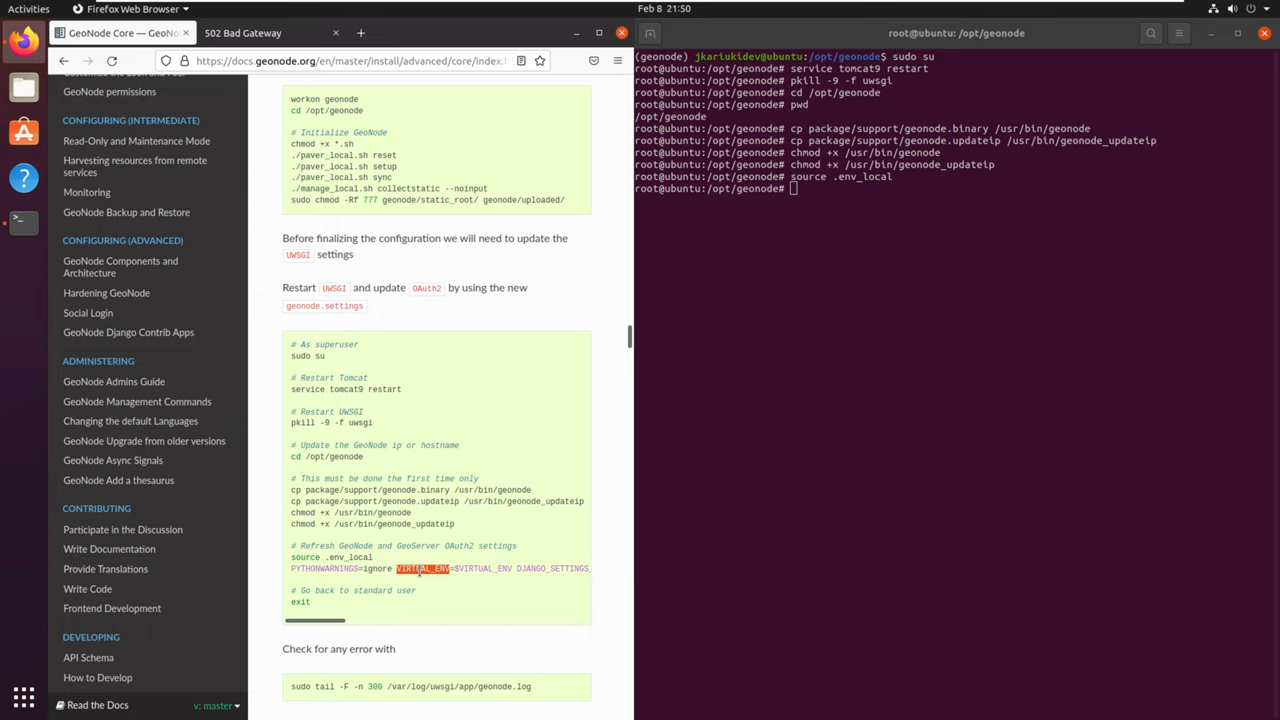 Activities
Firefox Web Browser
Feb 8 21:50
GeoNode Core — GeoNo
502 Bad Gateway
https://docs.geonode.org/en/master/install/advanced/core/index.h
GeoNode permissions
CONFIGURING (INTERMEDIATE)
Read-Only and Maintenance Mode
Harvesting resources from remote
services
Monitoring
GeoNode Backup and Restore
CONFIGURING (ADVANCED)
GeoNode Components and
Architecture
Hardening GeoNode
Social Login
GeoNode Django Contrib Apps
ADMINISTERING
GeoNode Admins Guide
GeoNode Management Commands
Changing the default Languages
GeoNode Upgrade from older versions
GeoNode Async Signals
GeoNode Add a thesaurus
CONTRIBUTING
Participate in the Discussion
Write Documentation
Provide Translations
Write Code
Frontend Development
DEVELOPING
API Schema
How to Develop
Read the Docs
v: master
workon geonode
cd /opt/geonode
# Initialize GeoNode
chmod +x *.sh
./paver_local.sh reset
./paver_local.sh setup
./paver_local.sh sync
./manage_local.sh collectstatic --noinput
sudo chmod -Rf 777 geonode/static_root/ geonode/uploaded/
Before finalizing the configuration we will need to update the
UWSGI settings
Restart UWSGI and update OAuth2 by using the new
geonode.settings
# As superuser
sudo su
# Restart Tomcat
service tomcat9 restart
# Restart UWSGI
pkill -9 -f uwsgi
# Update the GeoNode ip or hostname
cd /opt/geonode
# This must be done the first time only
cp package/support/geonode.binary /usr/bin/geonode
cp package/support/geonode.updateip /usr/bin/geonode_updateip
chmod +x /usr/bin/geonode
chmod +x /usr/bin/geonode_updateip
# Refresh GeoNode and GeoServer OAuth2 settings
source .env_local
PYTHONWARNINGS=ignore VIRTUAL_ENV=$VIRTUAL_ENV DJANGO_SETTINGS_
# Go back to standard user
exit
Check for any error with
sudo tail -F -n 300 /var/log/uwsgi/app/geonode.log
root@ubuntu: /opt/geonode
(geonode) jkariukidev@ubuntu:/opt/geonode$ sudo su
root@ubuntu:/opt/geonode# service tomcat9 restart
root@ubuntu:/opt/geonode# pkill -9 -f uwsgi
root@ubuntu:/opt/geonode# cd /opt/geonode
root@ubuntu:/opt/geonode# pwd
/opt/geonode
root@ubuntu:/opt/geonode# cp package/support/geonode.binary /usr/bin/geonode
root@ubuntu:/opt/geonode# cp package/support/geonode.updateip /usr/bin/geonode_updateip
root@ubuntu:/opt/geonode# chmod +x /usr/bin/geonode
root@ubuntu:/opt/geonode# chmod +x /usr/bin/geonode_updateip
root@ubuntu:/opt/geonode# source .env_local
root@ubuntu:/opt/geonode#